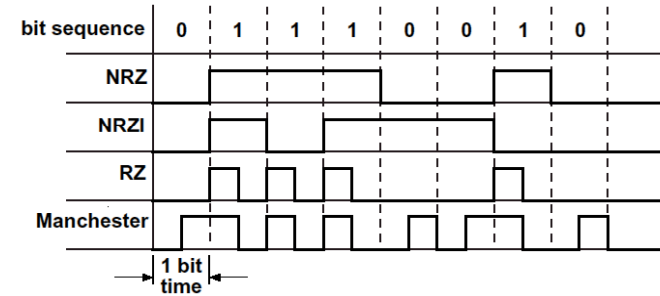 bit sequence 0 1 1 1 0 0 1 0
NRZ
NRZI
RZ
Manchester
1 bit
time